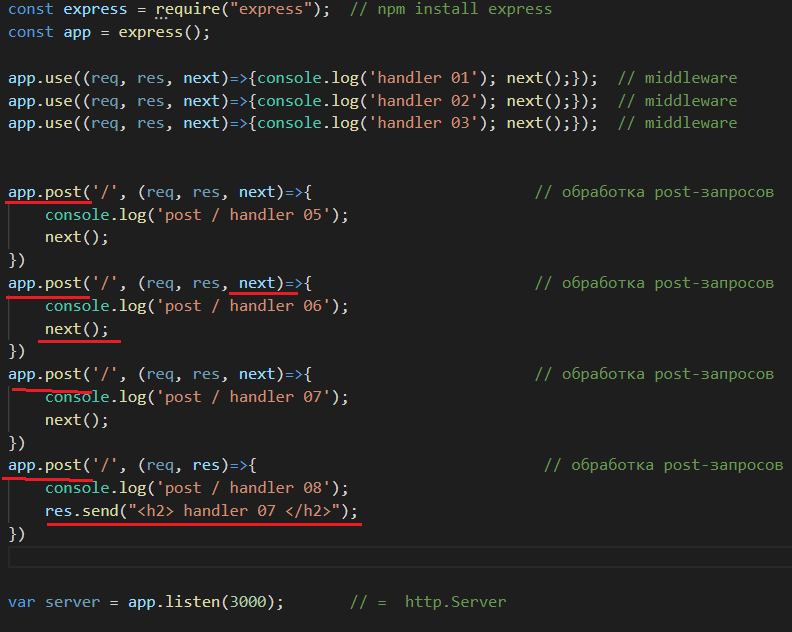 const express = require("express");  // npm install express
const app = express();
app.use((req, res, next)=>{console.log('handler 01'); next();});  // middleware
app.use((req, res, next)=>{console.log('handler 02'); next();});  // middleware
app.use((req, res, next)=>{console.log('handler 03'); next();});  // middleware
app.post('/', (req, res, next)=>{                        // обработка post-запросов
    console.log('post / handler 05');
    next();
})
app.post('/', (req, res, next)=>{                        // обработка post-запросов
    console.log('post / handler 06');
    next();
})
app.post('/', (req, res, next)=>{                        // обработка post-запросов
    console.log('post / handler 07');
    next();
})
app.post('/', (req, res)=>{                               // обработка post-запросов
    console.log('post / handler 08');
    res.send("<h2> handler 07 </h2>");
})
var server = app.listen(3000);       // =  http.Server